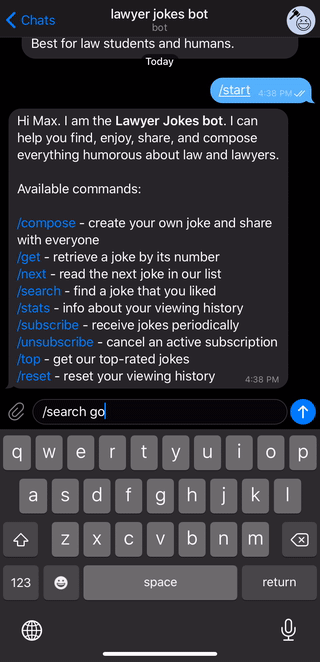 Chats
lawyer jokes bot
bot
Best for law students and humans.
Today
/start 4:38 PM
Hi Max. I am the Lawyer Jokes bot. I can
help you find, enjoy, share, and compose
everything humorous about law and lawyers.
Available commands:
/compose - create your own joke and share
with everyone
/get - retrieve a joke by its number
/next - read the next joke in our list
/search - find a joke that you liked
/stats - info about your viewing history
/subscribe - receive jokes periodically
/unsubscribe - cancel an active subscription
/top - get our top-rated jokes
/reset - reset your viewing history 4:38 PM
/search go
q w e r t y u i o p
a s d f g h j k l
z x c v b n m
123 space return